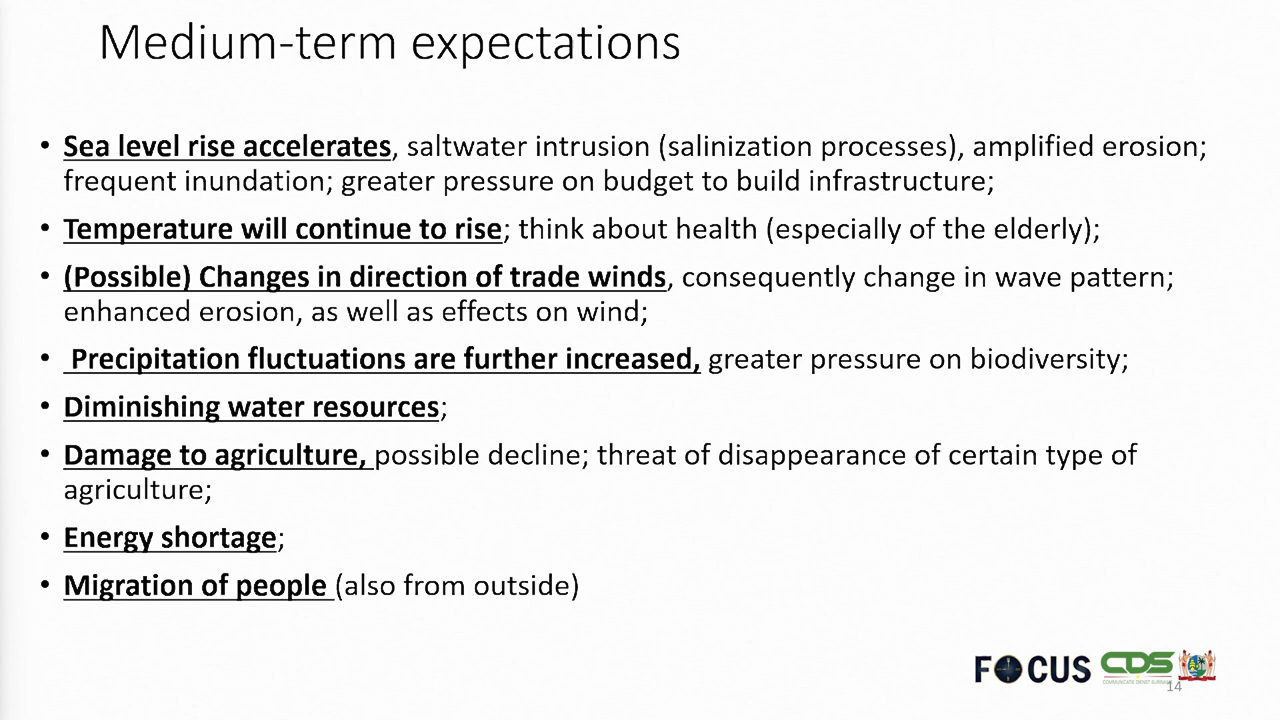 Medium-term expectations
• Sea level rise accelerates, saltwater intrusion (salinization processes), amplified erosion;
frequent inundation; greater pressure on budget to build infrastructure;
• Temperature will continue to rise; think about health (especially of the elderly);
• (Possible) Changes in direction of trade winds, consequently change in wave pattern;
enhanced erosion, as well as effects on wind;
• Precipitation fluctuations are further increased, greater pressure on biodiversity;
• Diminishing water resources;
• Damage to agriculture, possible decline; threat of disappearance of certain type of
agriculture;
• Energy shortage;
• Migration of people (also from outside)
FOCUS CDS
COMMUNICATIE DIENST SURINAME
14